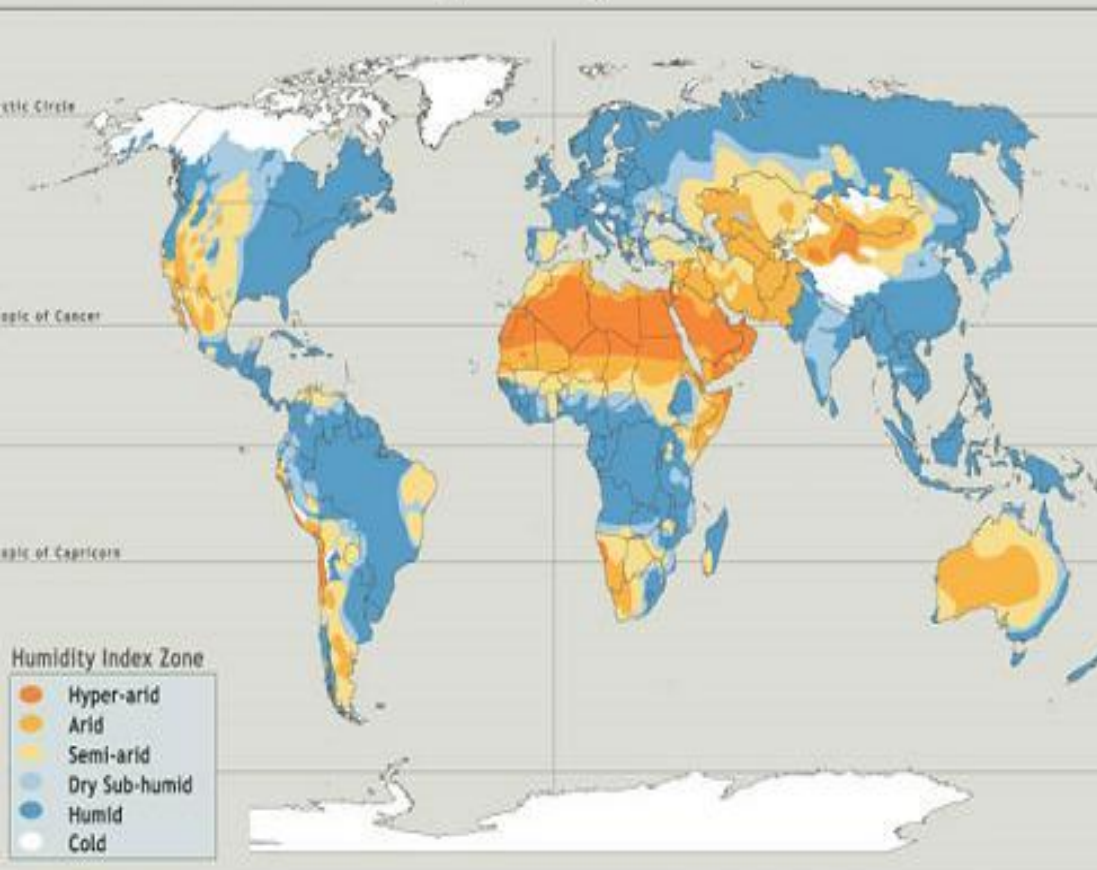 ctic Circle
opic of Cancer
opic of Capricorn
Humidity Index Zone
Hyper-arid
Arid
Semi-arid
Dry Sub-humid
Humid
Cold